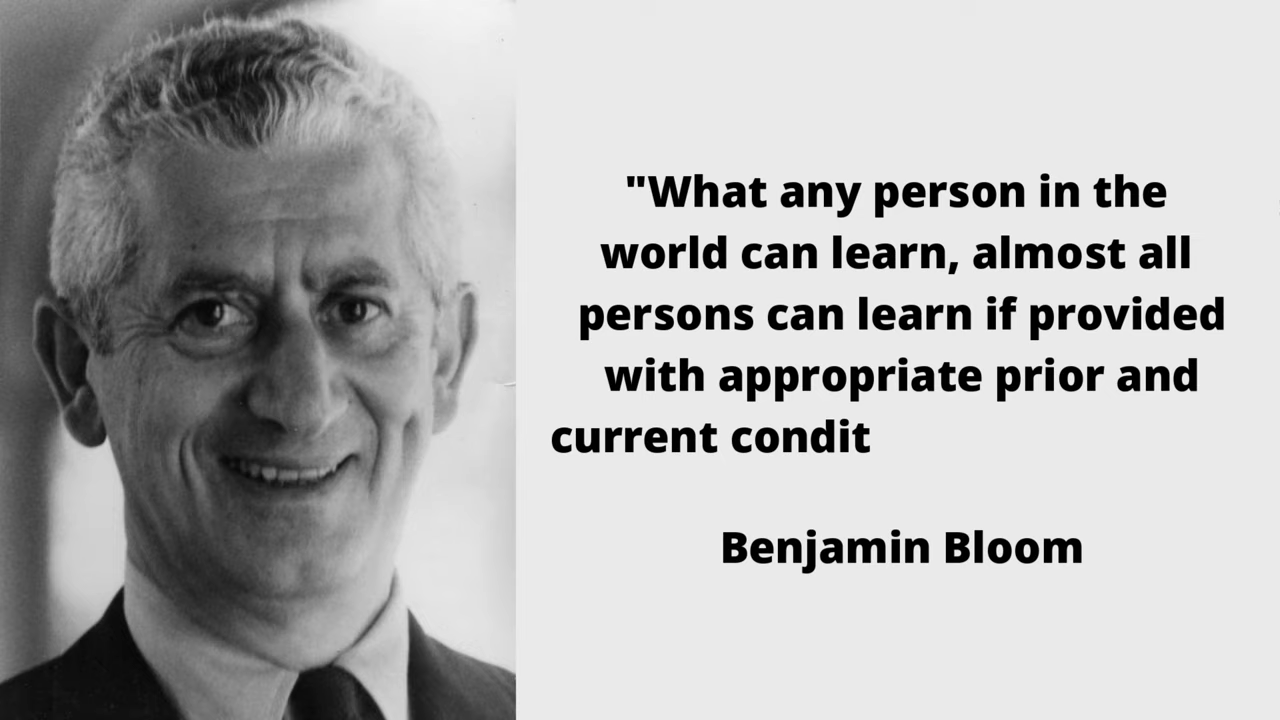 "What any person in the
world can learn, almost all
persons can learn if provided
with appropriate prior and
current condit
Benjamin Bloom